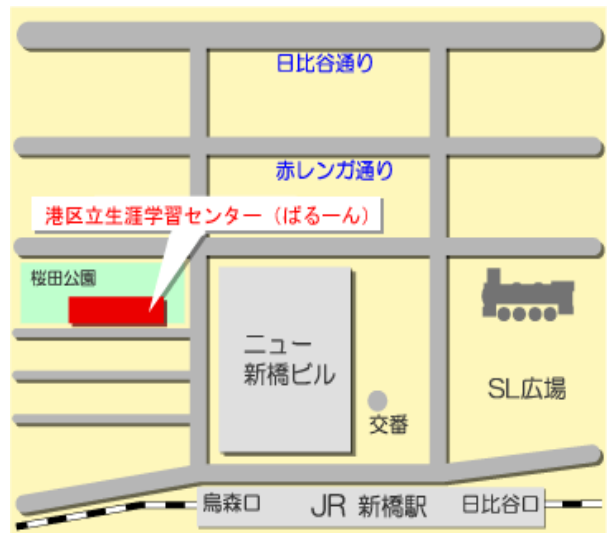 日比谷通り
赤レンガ通り
港区立生涯学習センター（ばるーん）
桜田公園
ニュー
新橋ビル
SL広場
交番
烏森口
JR 新橋駅
日比谷口